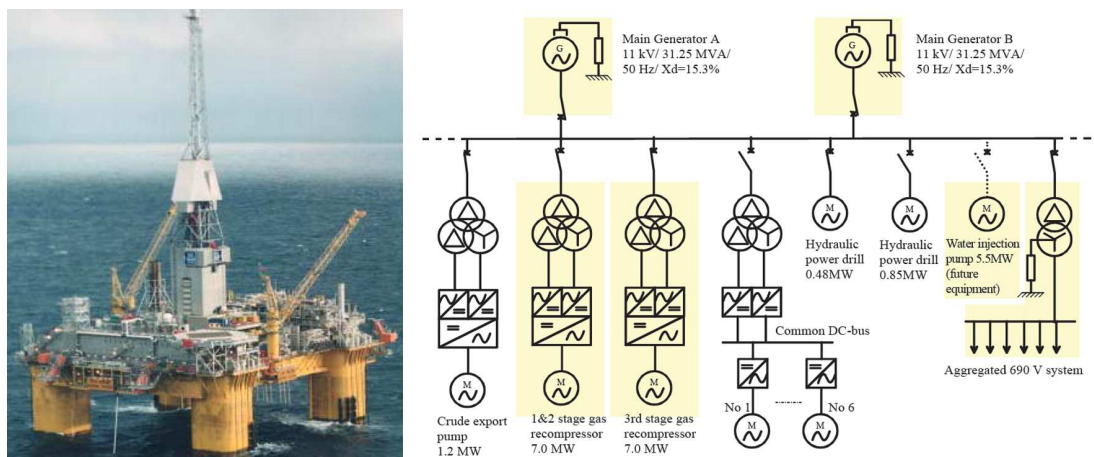 Main Generator A
11 kV/ 31.25 MVA/
50 Hz/ Xd=15.3%
Main Generator B
11 kV/ 31.25 MVA/
50 Hz/ Xd=15.3%
G
G
M
Hydraulic
power drill
0.48MW
M
Hydraulic
power drill
0.85MW
M
Water injection
pump 5.5MW
(future
equipment)
Common DC-bus
Aggregated 690 V system
M
Crude export
pump
1.2 MW
M
1&2 stage gas
recompressor
7.0 MW
M
3rd stage gas
recompressor
7.0 MW
No 1
M
No 6
M